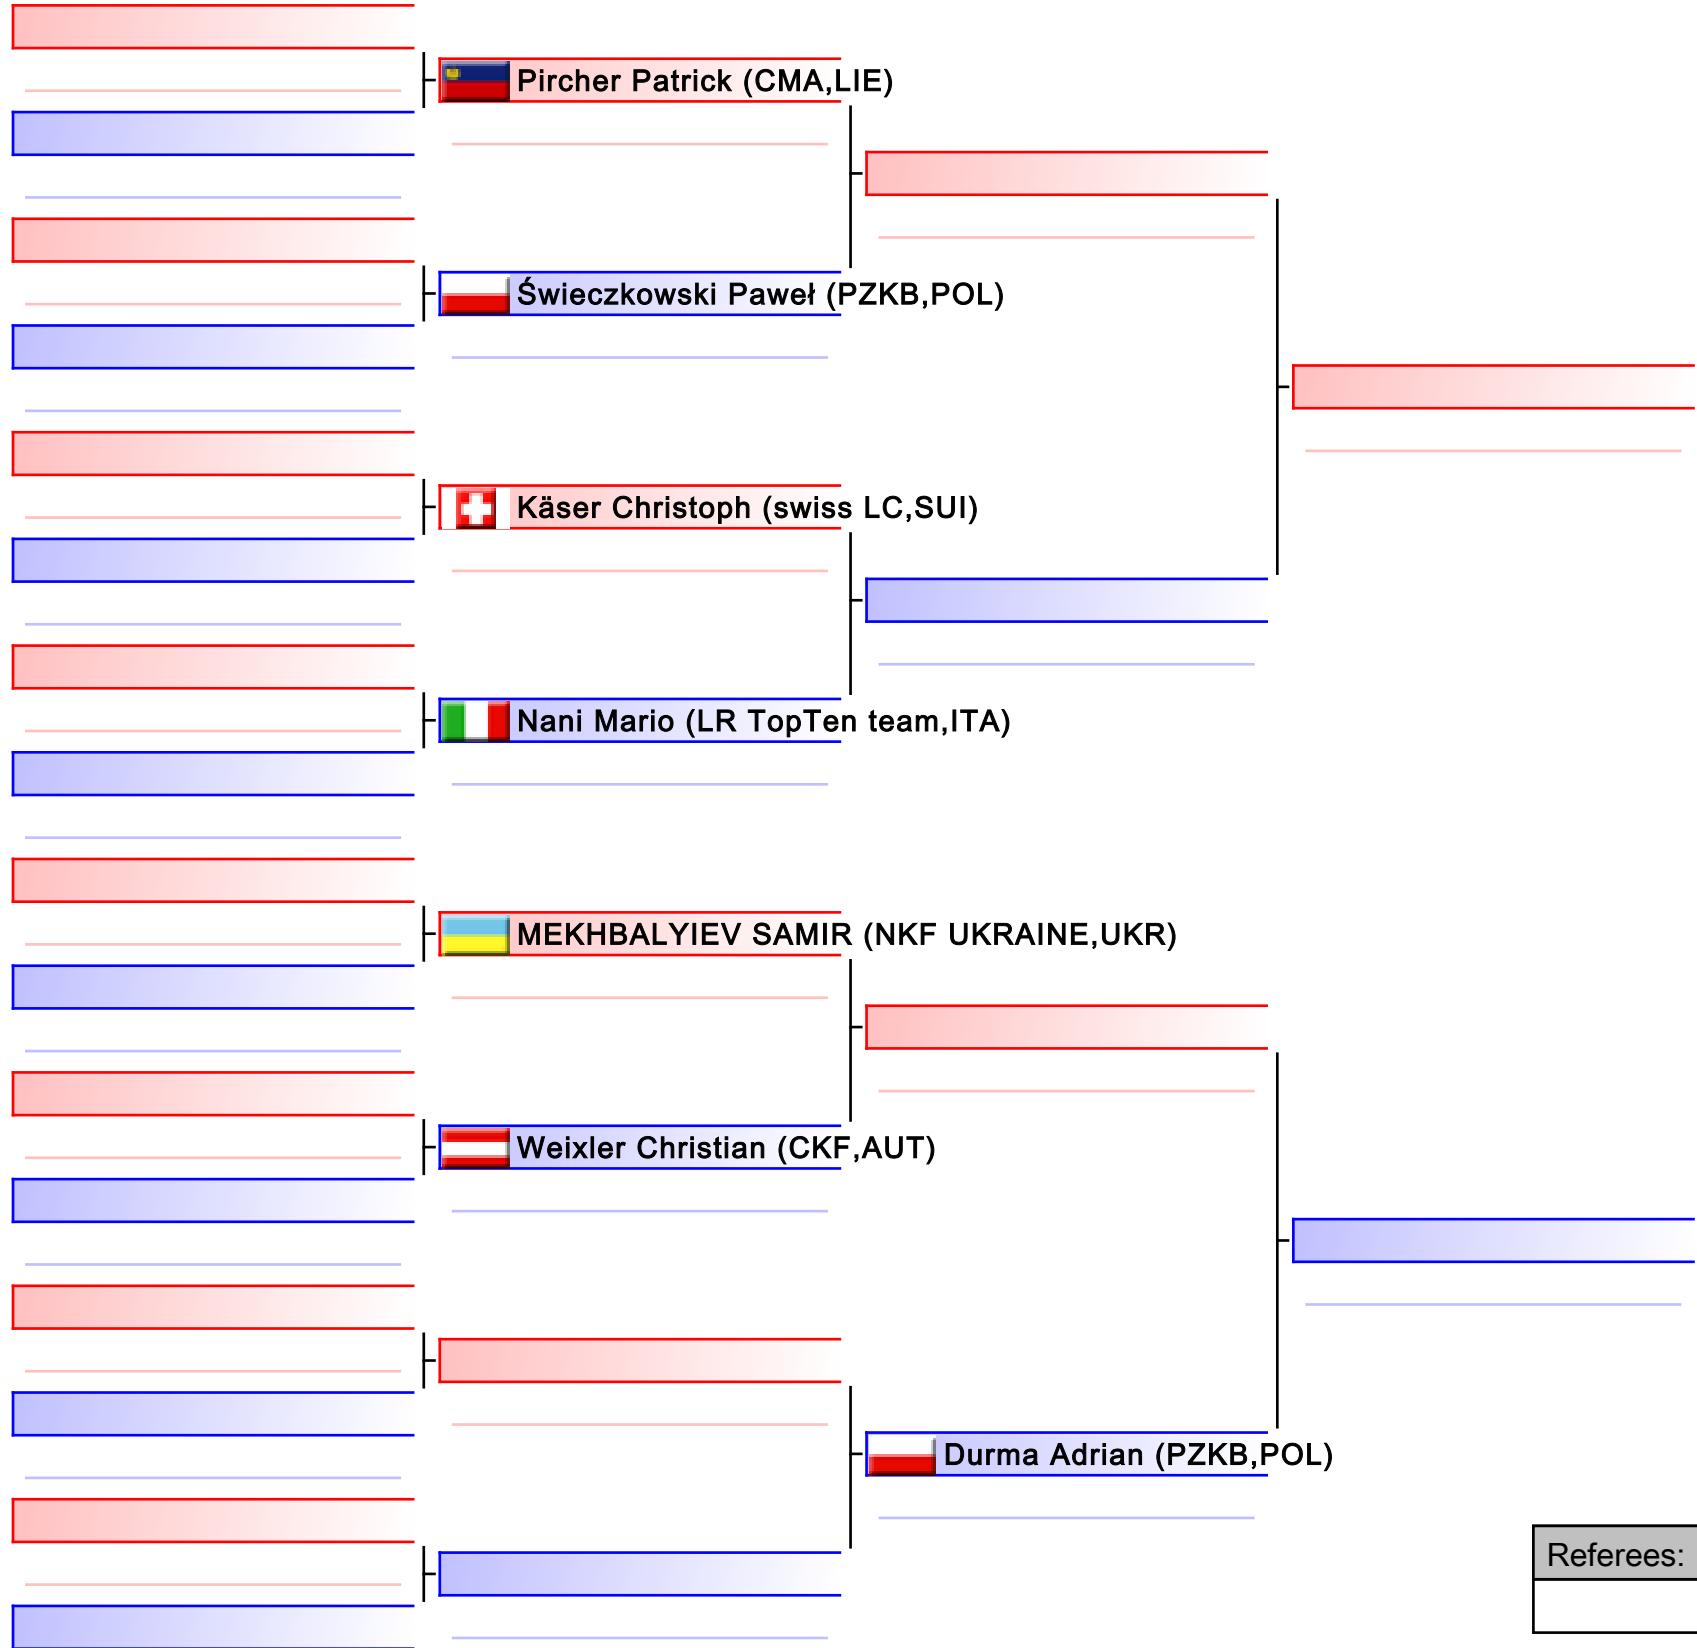 Pircher Patrick (CMA,LIE)
Świeczkowski Paweł (PZKB,POL)
Käser Christoph (swiss LC,SUI)
Nani Mario (LR TopTen team,ITA)
MEKHBALYIEV SAMIR (NKF UKRAINE,UKR)
Weixler Christian (CKF,AUT)
Durma Adrian (PZKB,POL)
Referees: